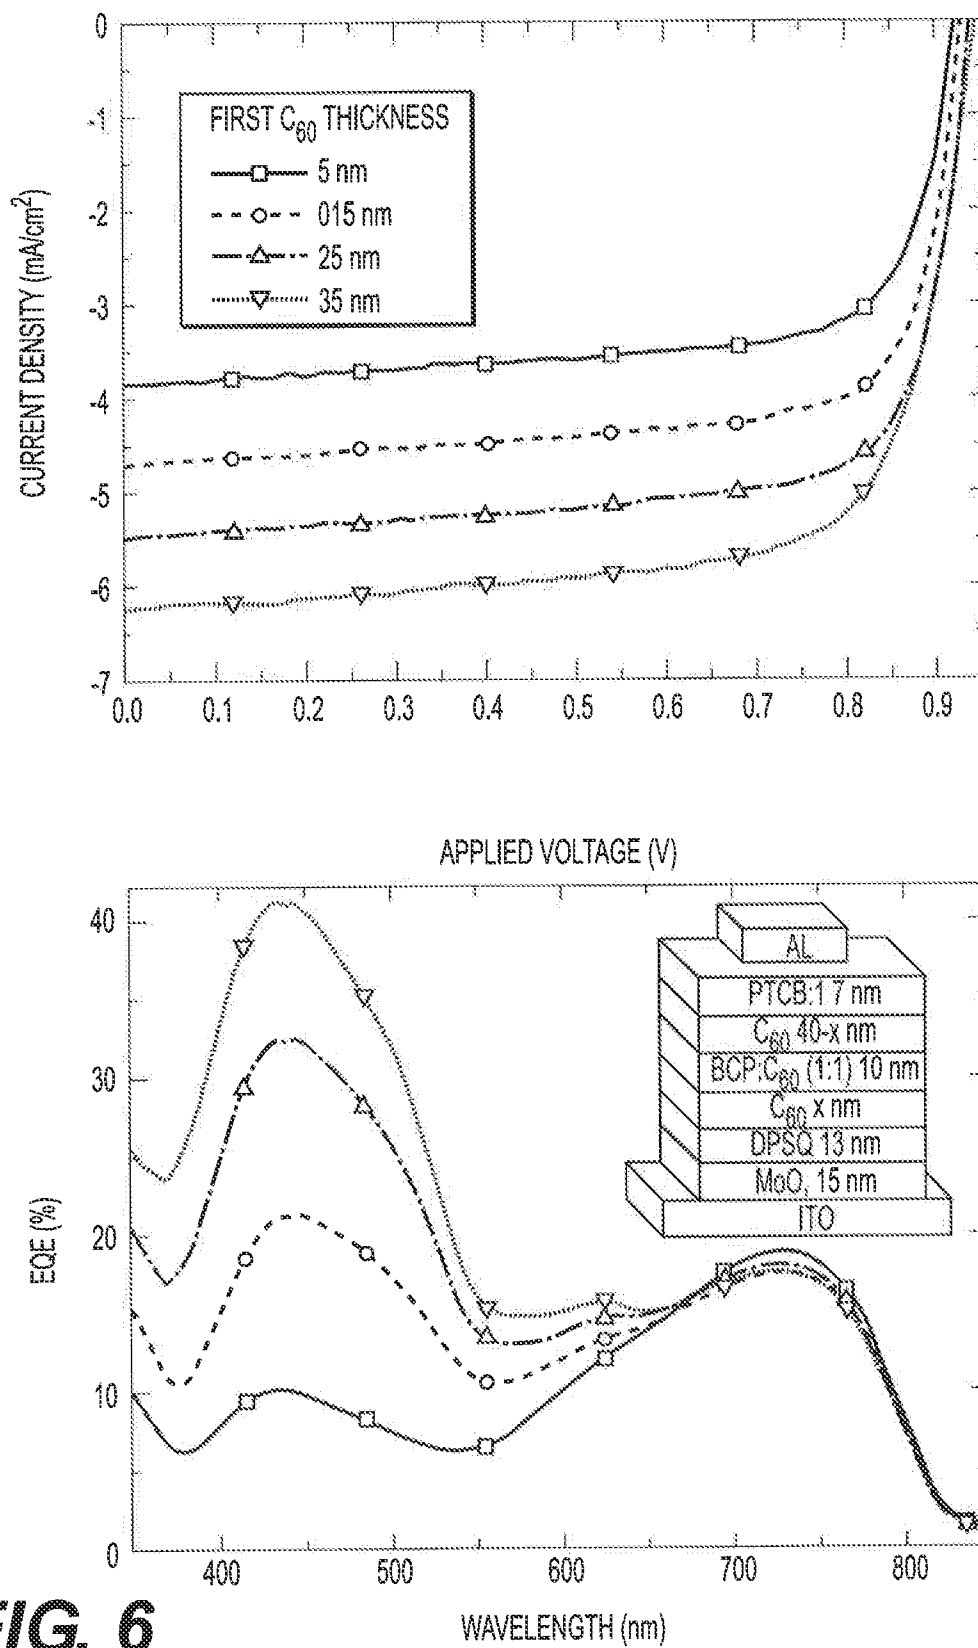 0
-1
-2
-3
-4
-5
-6
-7
CURRENT DENSITY (mA/cm2)
FIRST C60 THICKNESS
5 nm
015 nm
25 nm
35 nm
0.0 0.1 0.2 0.3 0.4 0.5 0.6 0.7 0.8 0.9
APPLIED VOLTAGE (V)
40
30
20
10
0
EQE (%)
AL
PTCB:1 7 nm
C60 40-x nm
BCP:C60 (1:1) 10 nm
C60 x nm
DPSQ 13 nm
MoO, 15 nm
ITO
400 500 600 700 800
WAVELENGTH (nm)
FIG. 6